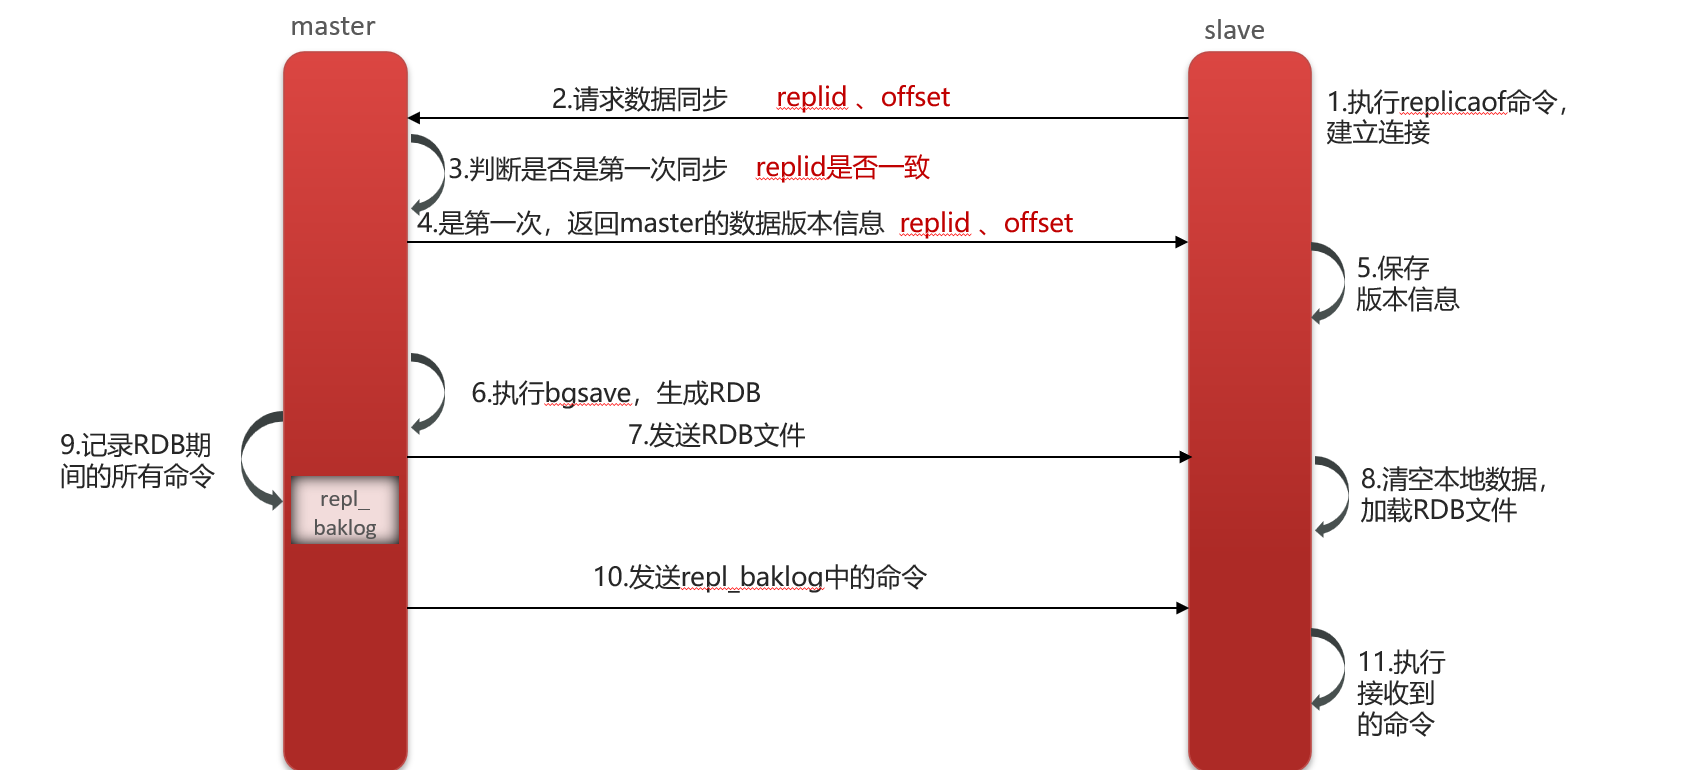 master
slave
2.请求数据同步 replid 、offset
1.执行replicaof命令，
建立连接
3.判断是否是第一次同步 replid是否一致
4.是第一次，返回master的数据版本信息 replid 、offset
5.保存
版本信息
6.执行bgsave，生成RDB
7.发送RDB文件
9.记录RDB期
间的所有命令
repl_
baklog
8.清空本地数据，
加载RDB文件
10.发送repl_baklog中的命令
11.执行
接收到
的命令